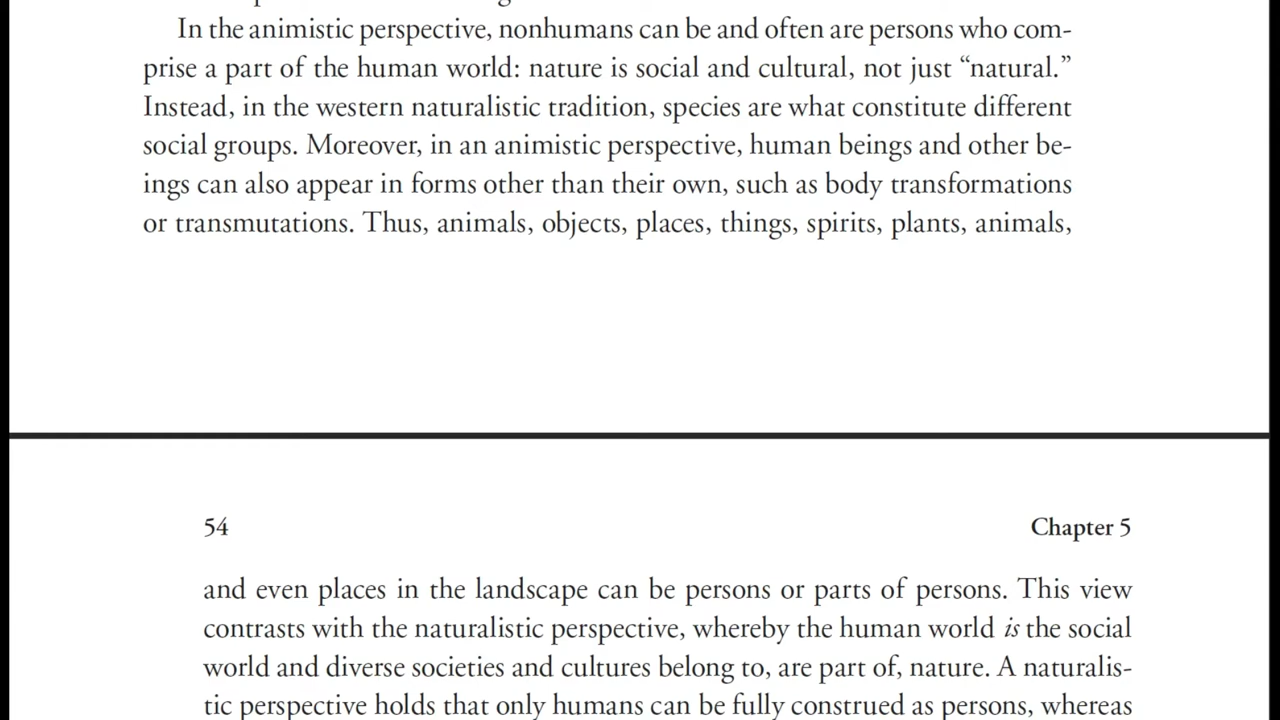 In the animistic perspective, nonhumans can be and often are persons who com-
prise a part of the human world: nature is social and cultural, not just “natural.”
Instead, in the western naturalistic tradition, species are what constitute different
social groups. Moreover, in an animistic perspective, human beings and other be-
ings can also appear in forms other than their own, such as body transformations
or transmutations. Thus, animals, objects, places, things, spirits, plants, animals,
54 Chapter 5
and even places in the landscape can be persons or parts of persons. This view
contrasts with the naturalistic perspective, whereby the human world is the social
world and diverse societies and cultures belong to, are part of, nature. A naturalis-
tic perspective holds that only humans can be fully construed as persons, whereas